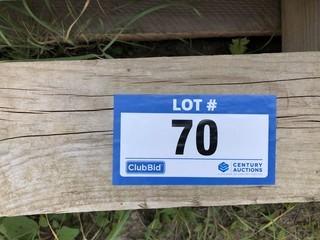 LOT #
70
ClubBid
CENTURY
AUCTIONS